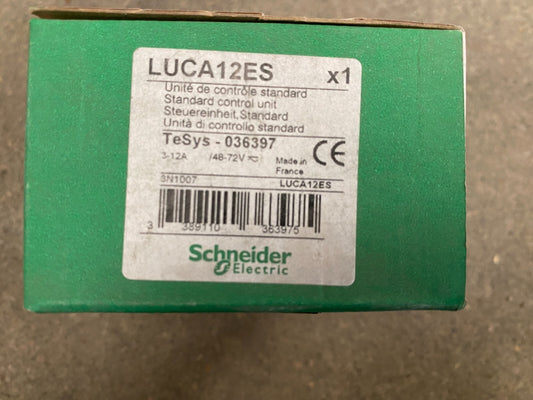 LUCA12ES x1
Unité de contrôle standard
Standard control unit
Steuereinheit, Standard
Unità di controllo standard
TeSys - 036397
3-12A /48-72V Made in France
CE
3N1007 LUCA12ES
3 389110 363975
Schneider
Electric